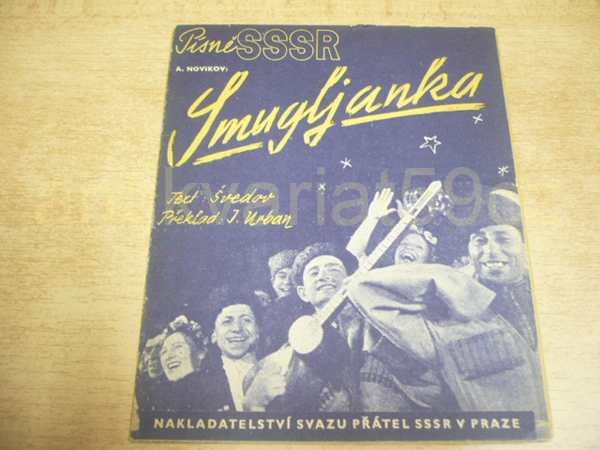 Písně SSSR
A. NOVIKOV:
Smugljanka
Text: Švedov
Překlad: J. Urban
NAKLADATELSTVÍ SVAZU PŘÁTEL SSSR V PRAZE